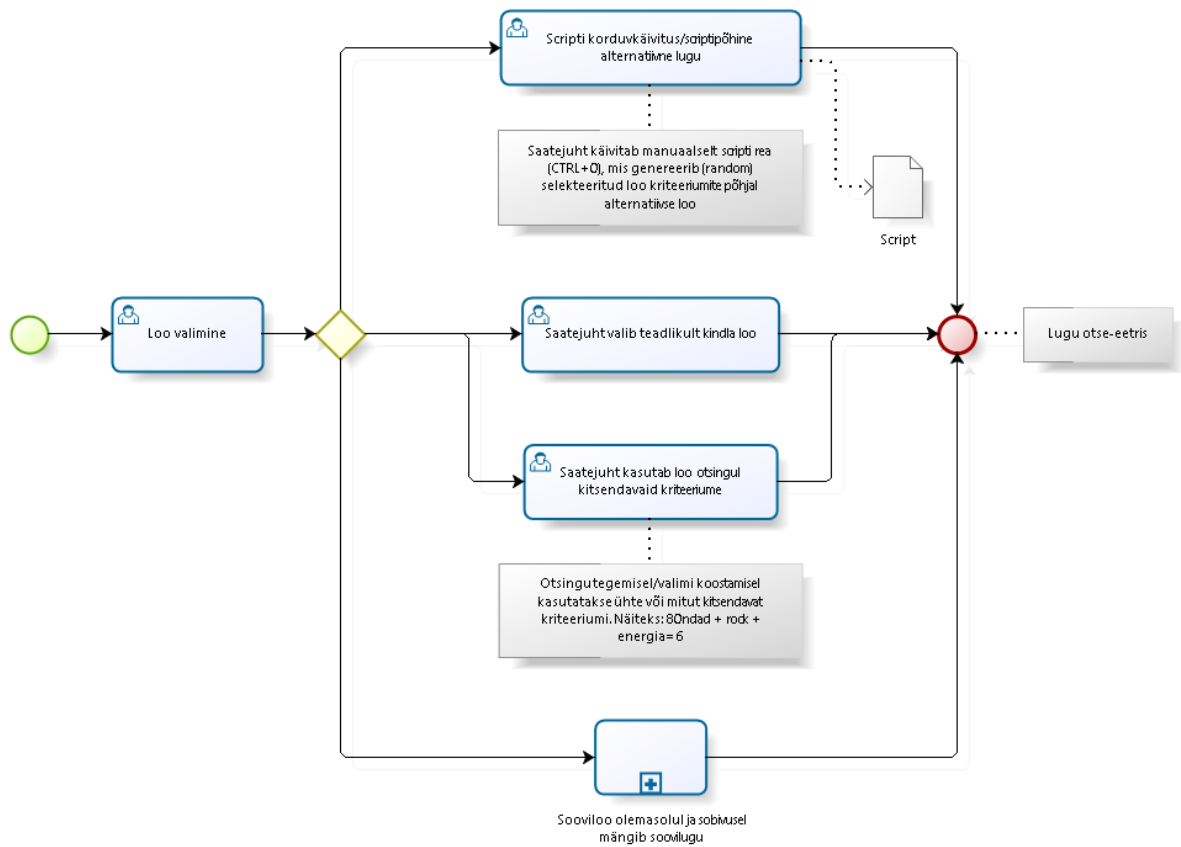 Scripti korduvkäivitus/scriptipõhine
alternatiivne lugu
Saatejuht käivitab manuaalselt scripti rea
(CTRL+0), mis genereerib (random)
selekteeritud loo kriteeriumite põhjal
alternatiivse loo
Script
Loo valimine
Saatejuht valib teadlikult kindla loo
Lugu otse-eetris
Saatejuht kasutab loo otsingul
kitsendavaid kriteeriume
Otsingu tegemisel/valimi koostamisel
kasutatakse ühte või mitut kitsendavat
kriteeriumi. Näiteks: 80ndad + rock +
energia= 6
Sooviloo olemasolul ja sobivusel
mängib soovilugu